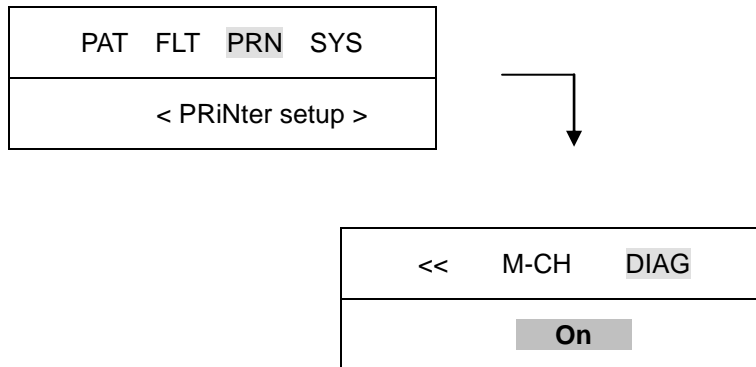 PAT FLT PRN SYS
< PRiNter setup >
<< M-CH DIAG
On